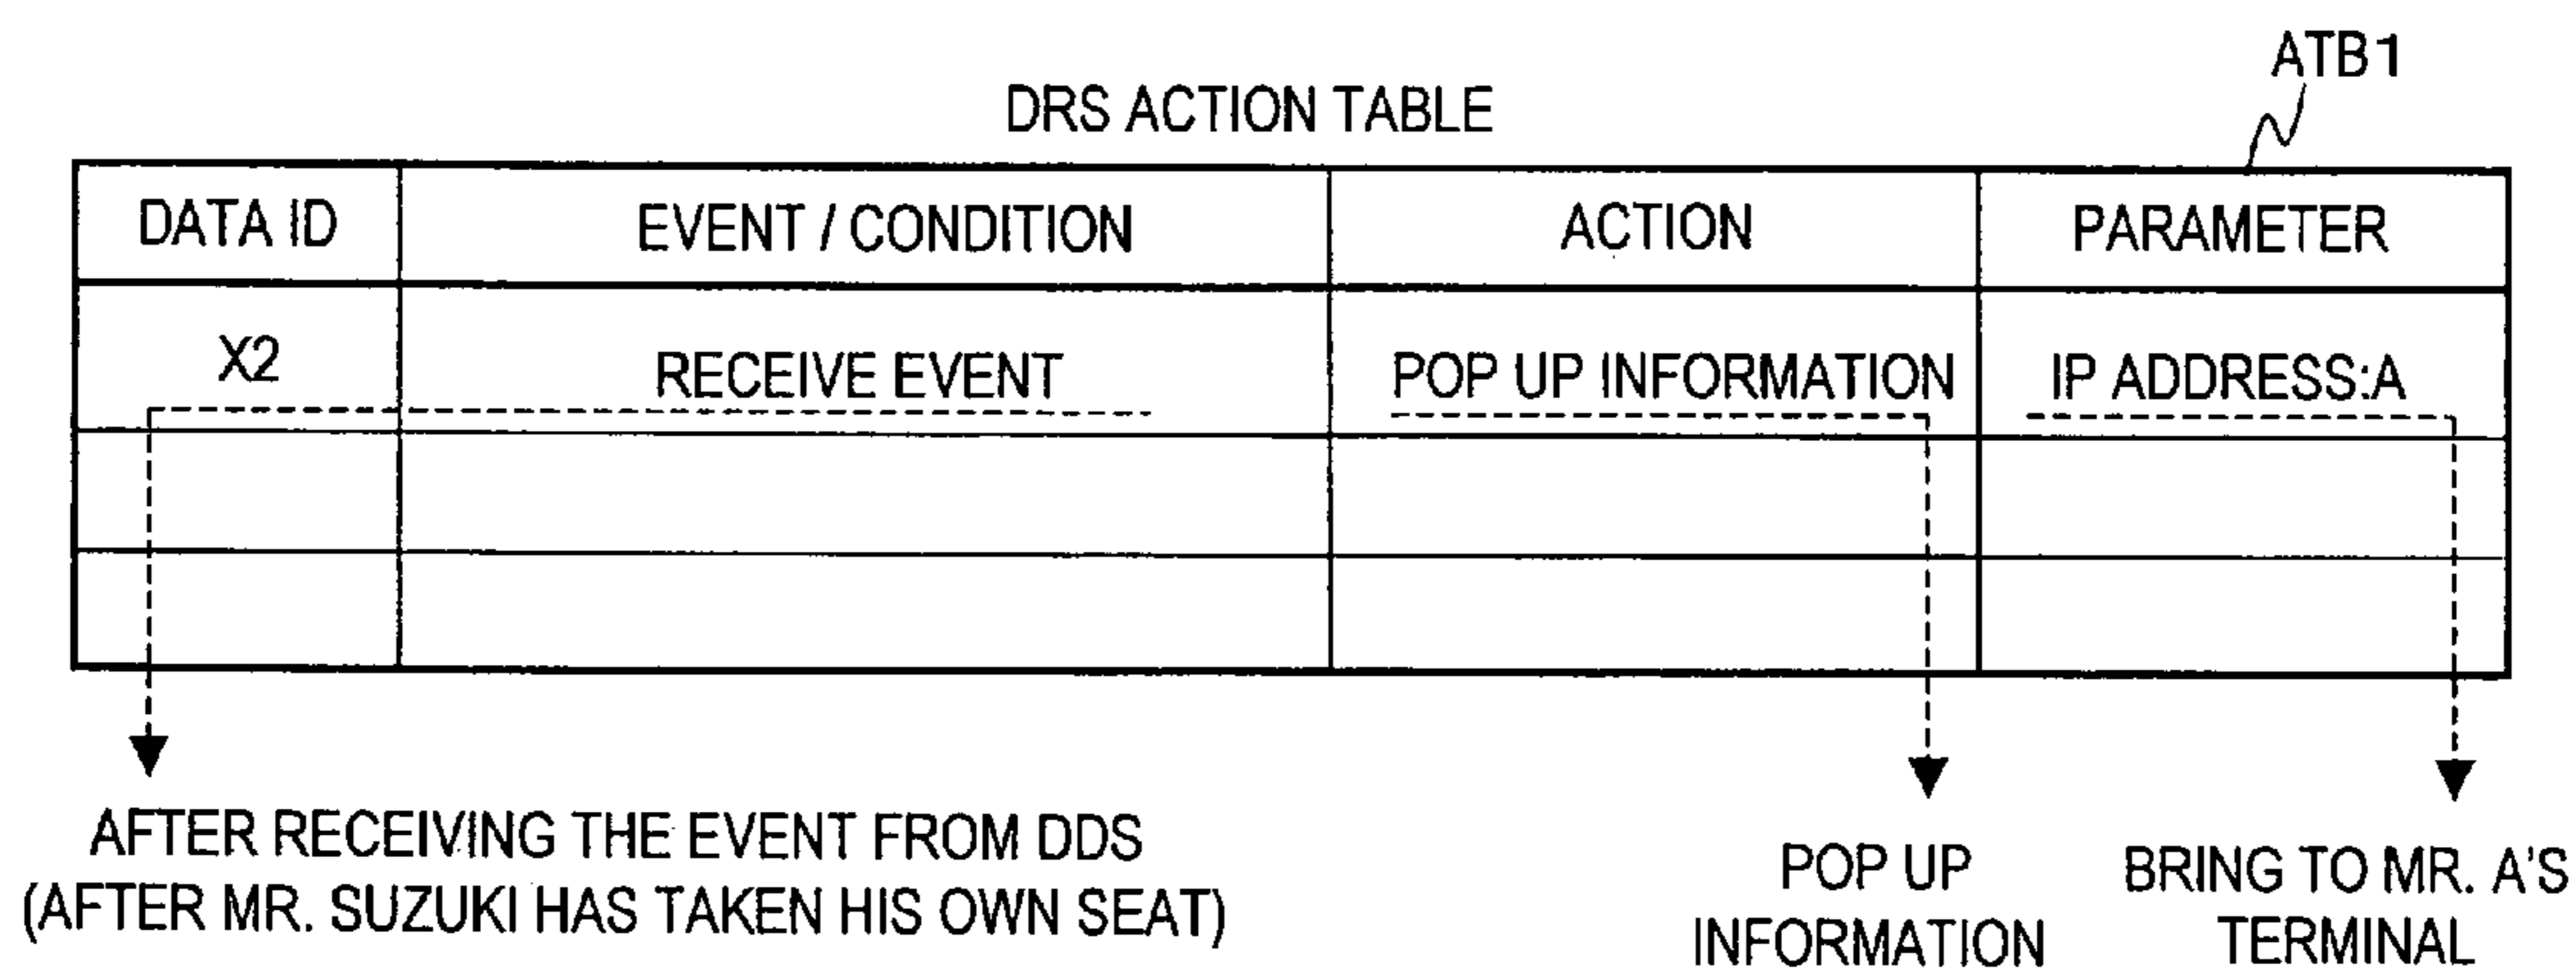 ATB1
DRS ACTION TABLE
DATA ID EVENT / CONDITION ACTION PARAMETER
X2 RECEIVE EVENT POP UP INFORMATION IP ADDRESS:A
AFTER RECEIVING THE EVENT FROM DDS
(AFTER MR. SUZUKI HAS TAKEN HIS OWN SEAT)
POP UP
INFORMATION
BRING TO MR. A'S
TERMINAL